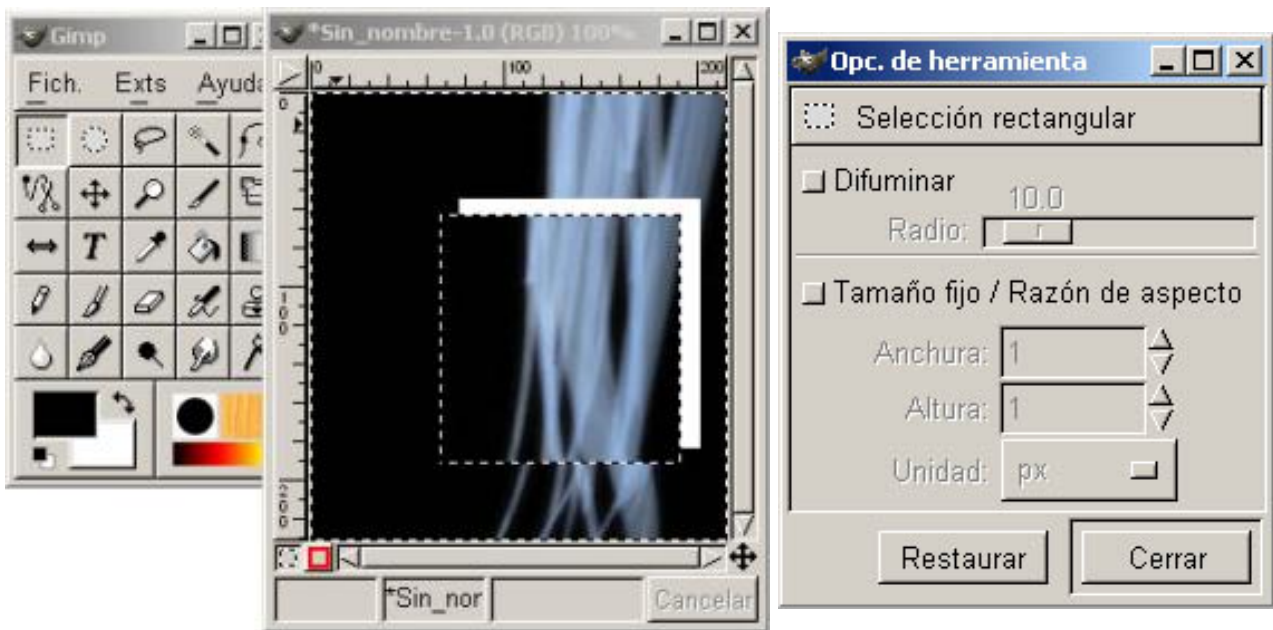 Gimp
Fich. Exts Ayuda
T
*Sin_nombre-1.0 (RGB) 100%
0 100 200
0
100
200
*Sin_nor
Cancelar
Opc. de herramienta
Selección rectangular
Difuminar
10.0
Radio:
Tamaño fijo / Razón de aspecto
Anchura: 1
Altura: 1
Unidad: px
Restaurar Cerrar